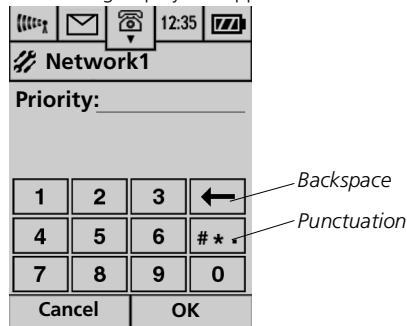 12:35
Network1
Priority:
1 2 3
Backspace
4 5 6 # * .
Punctuation
7 8 9 0
Cancel OK